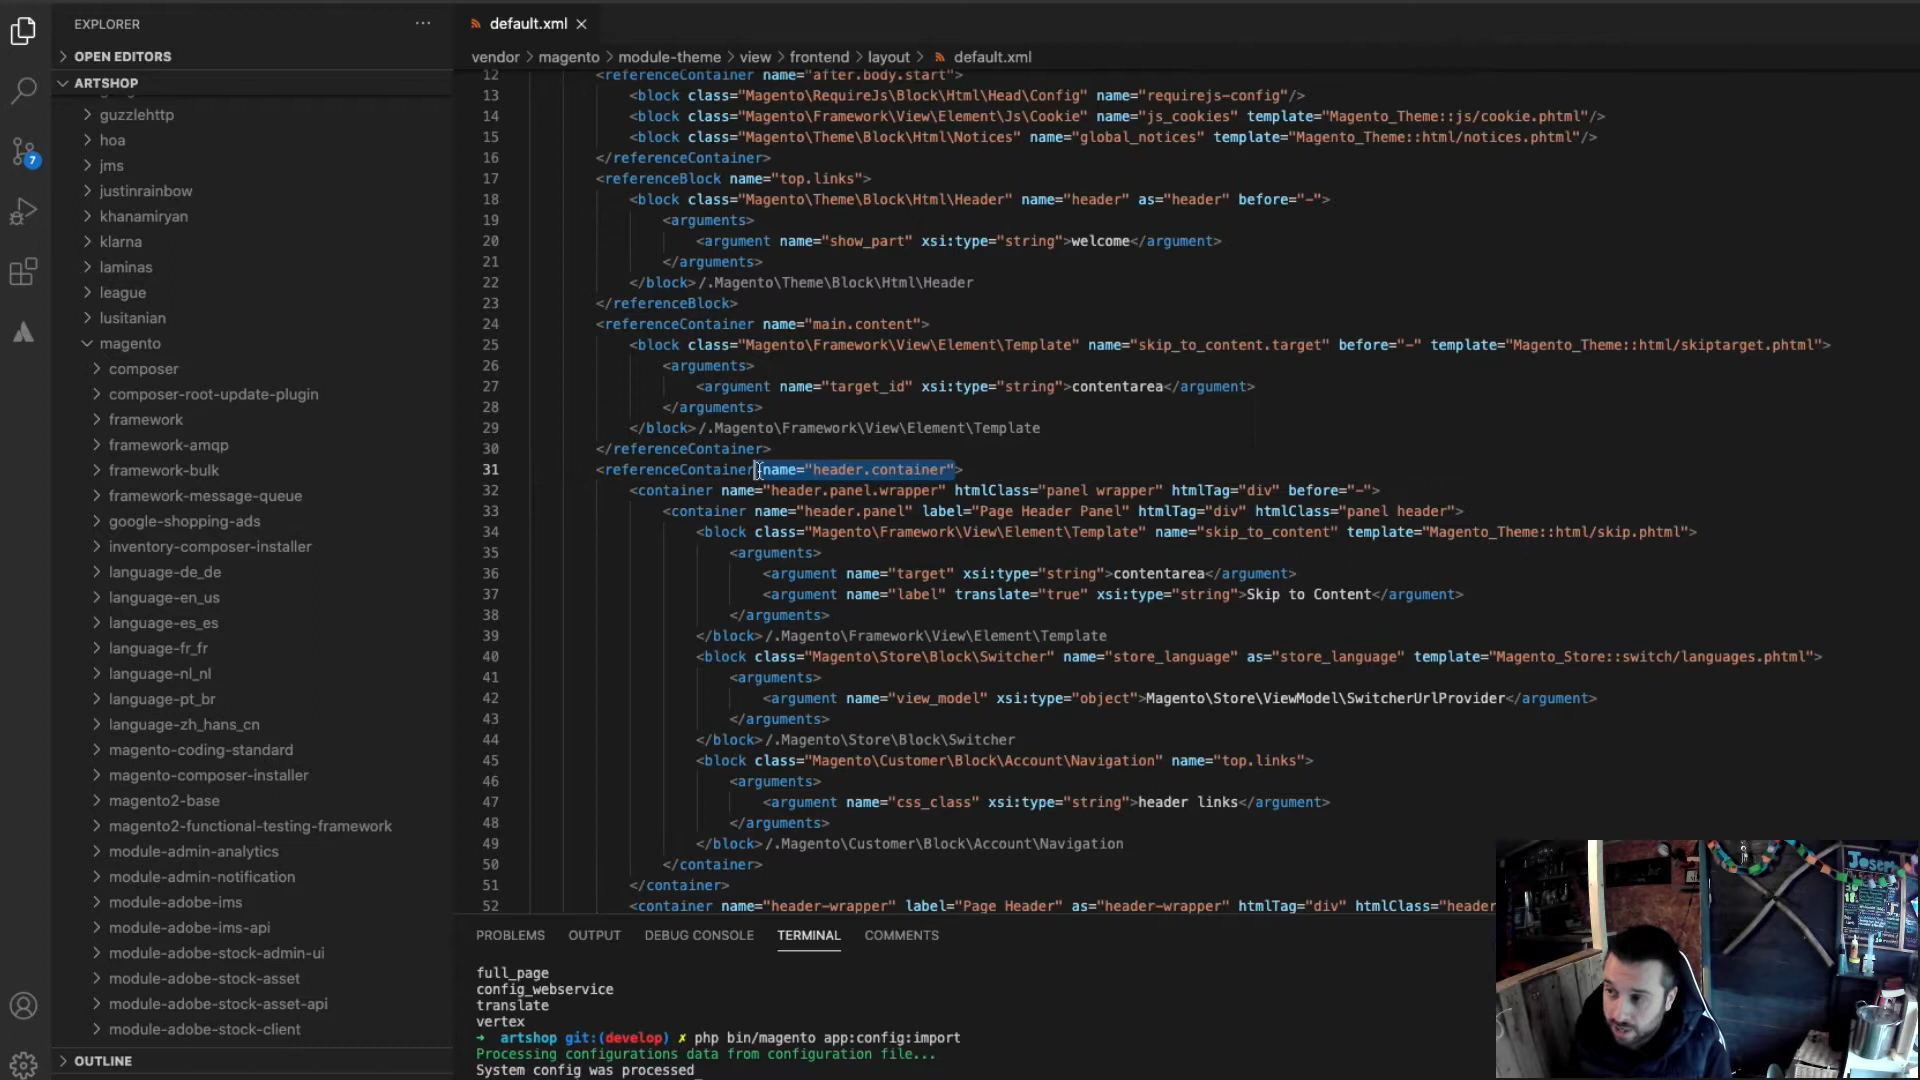 EXPLORER
OPEN EDITORS
ARTSHOP
guzzlehttp
hoa
jms
justinrainbow
khanamiryan
klarna
laminas
league
lusitanian
magento
composer
composer-root-update-plugin
framework
framework-amqp
framework-bulk
framework-message-queue
google-shopping-ads
inventory-composer-installer
language-de_de
language-en_us
language-es_es
language-fr_fr
language-nl_nl
language-pt_br
language-zh_hans_cn
magento-coding-standard
magento-composer-installer
magento2-base
magento2-functional-testing-framework
module-admin-analytics
module-admin-notification
module-adobe-ims
module-adobe-ims-api
module-adobe-stock-admin-ui
module-adobe-stock-asset
module-adobe-stock-asset-api
module-adobe-stock-client
OUTLINE
7
default.xml
vendor > magento > module-theme > view > frontend > layout > default.xml
12 <referenceContainer name="after.body.start">
13 <block class="Magento\RequireJs\Block\Html\Head\Config" name="requirejs-config"/>
14 <block class="Magento\Framework\View\Element\Js\Cookie" name="js_cookies" template="Magento_Theme::js/cookie.phtml"/>
15 <block class="Magento\Theme\Block\Html\Notices" name="global_notices" template="Magento_Theme::html/notices.phtml"/>
16 </referenceContainer>
17 <referenceBlock name="top.links">
18 <block class="Magento\Theme\Block\Html\Header" name="header" as="header" before="-">
19 <arguments>
20 <argument name="show_part" xsi:type="string">welcome</argument>
21 </arguments>
22 </block>/.Magento\Theme\Block\Html\Header
23 </referenceBlock>
24 <referenceContainer name="main.content">
25 <block class="Magento\Framework\View\Element\Template" name="skip_to_content.target" before="-" template="Magento_Theme::html/skiptarget.phtml">
26 <arguments>
27 <argument name="target_id" xsi:type="string">contentarea</argument>
28 </arguments>
29 </block>/.Magento\Framework\View\Element\Template
30 </referenceContainer>
31 <referenceContainer name="header.container">
32 <container name="header.panel.wrapper" htmlClass="panel wrapper" htmlTag="div" before="-">
33 <container name="header.panel" label="Page Header Panel" htmlTag="div" htmlClass="panel header">
34 <block class="Magento\Framework\View\Element\Template" name="skip_to_content" template="Magento_Theme::html/skip.phtml">
35 <arguments>
36 <argument name="target" xsi:type="string">contentarea</argument>
37 <argument name="label" translate="true" xsi:type="string">Skip to Content</argument>
38 </arguments>
39 </block>/.Magento\Framework\View\Element\Template
40 <block class="Magento\Store\Block\Switcher" name="store_language" as="store_language" template="Magento_Store::switch/languages.phtml">
41 <arguments>
42 <argument name="view_model" xsi:type="object">Magento\Store\ViewModel\SwitcherUrlProvider</argument>
43 </arguments>
44 </block>/.Magento\Store\Block\Switcher
45 <block class="Magento\Customer\Block\Account\Navigation" name="top.links">
46 <arguments>
47 <argument name="css_class" xsi:type="string">header links</argument>
48 </arguments>
49 </block>/.Magento\Customer\Block\Account\Navigation
50 </container>
51 </container>
52 <container name="header-wrapper" label="Page Header" as="header-wrapper" htmlTag="div" htmlClass="header
PROBLEMS OUTPUT DEBUG CONSOLE TERMINAL COMMENTS
full_page
config_webservice
translate
vertex
➜ artshop git:(develop) ✗ php bin/magento app:config:import
Processing configurations data from configuration file...
System config was processed